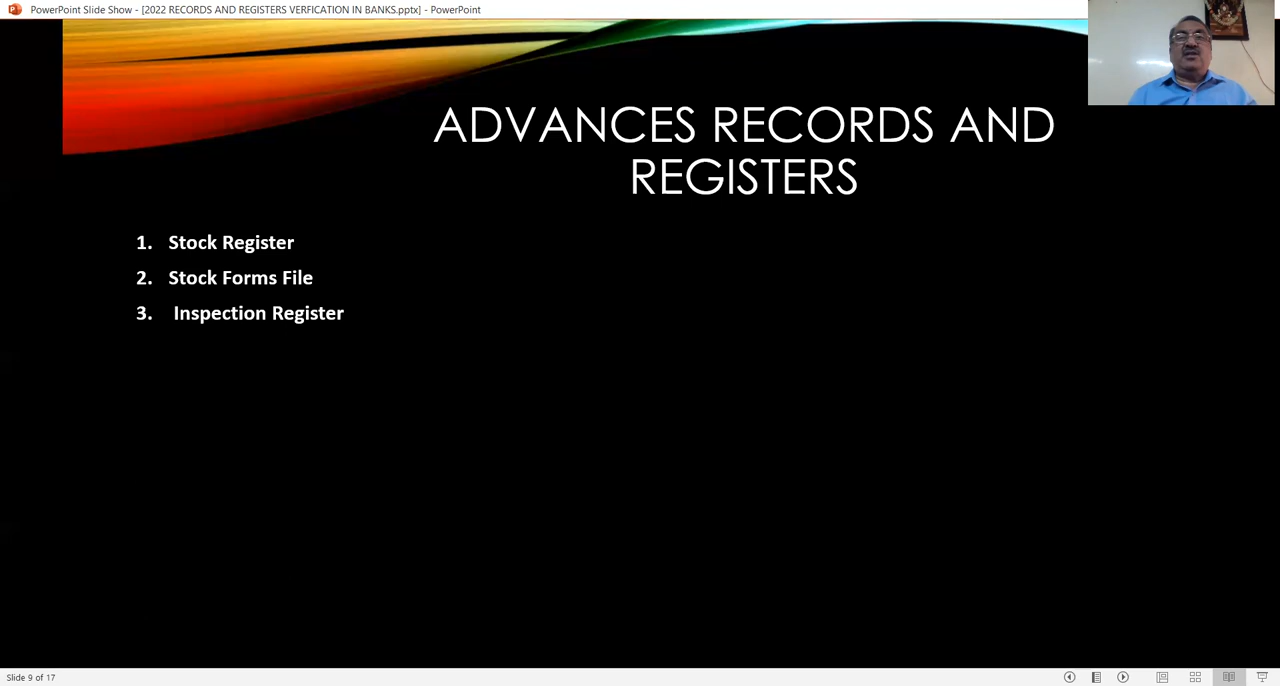 PowerPoint Slide Show - [2022 RECORDS AND REGISTERS VERFICATION IN BANKS.pptx] - PowerPoint
ADVANCES RECORDS AND
REGISTERS
1. Stock Register
2. Stock Forms File
3. Inspection Register
Slide 9 of 17